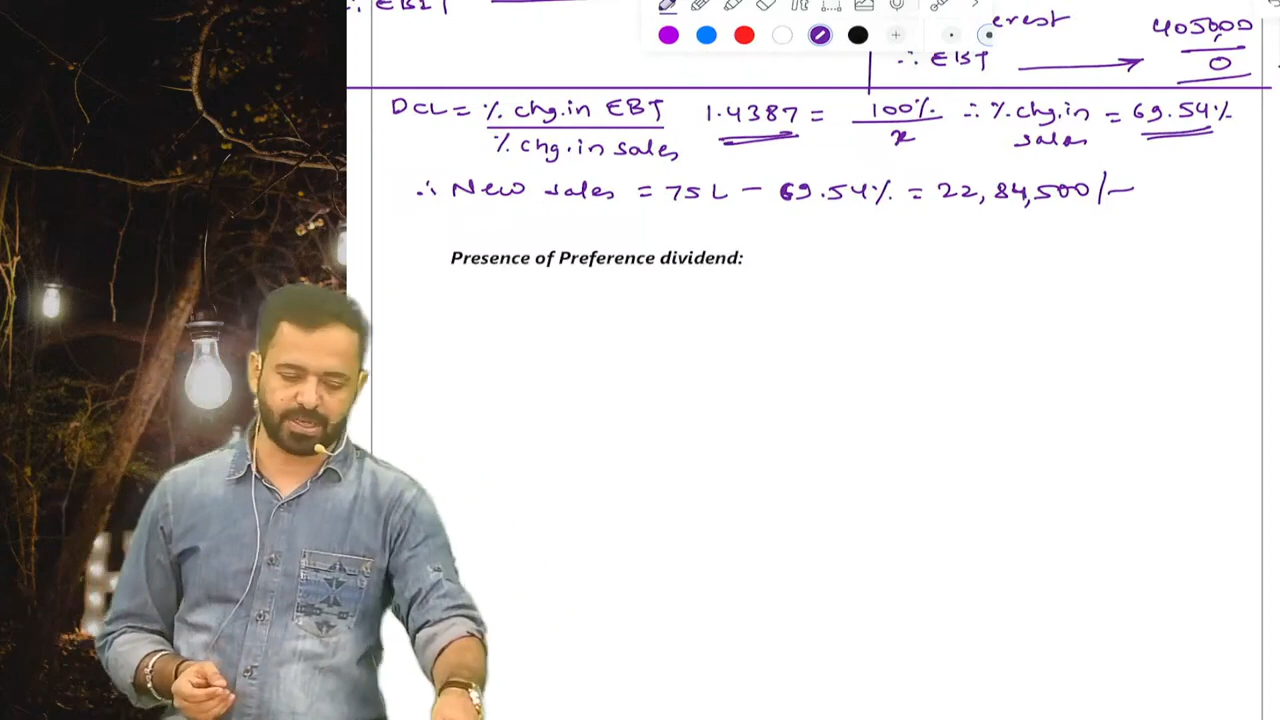 ∴ EBIT
erest 405000
∴ EBT → 0
DCL = % chg.in EBT / % chg.in sales 1.4387 = 100% / x ∴ % chg.in sales = 69.54%
∴ New sales = 75 L - 69.54% = 22,84,500/-
Presence of Preference dividend: